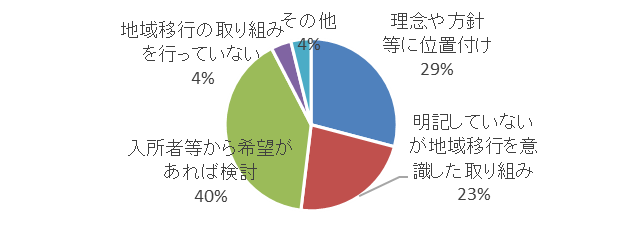 理念や方針
等に位置付け
29%
明記していない
が地域移行を意
識した取り組み
23%
入所者等から希望が
あれば検討
40%
地域移行の取り組み
を行っていない
4%
その他
4%